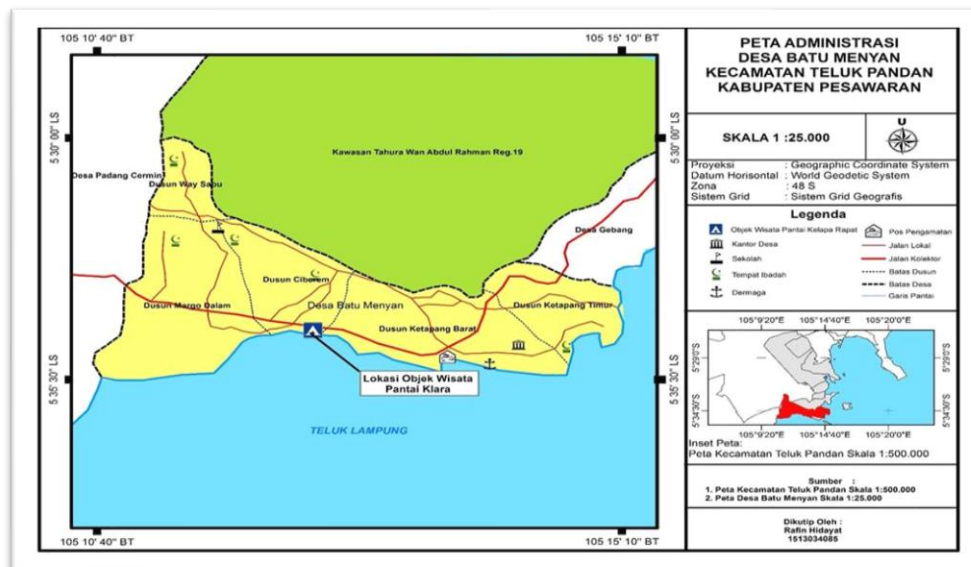 105 10' 40" BT
105 15' 10" BT
5 30' 00" LS
5 30' 00" LS
Kawasan Tahura Wan Abdul Rahman Reg.19
Desa Padang Cermin
Dusun Way Sabu
Desa Gebang
Dusun Ciborem
Dusun Margo Dalam
Desa Batu Menyan
Dusun Ketapang Timur
Dusun Ketapang Barat
Lokasi Objek Wisata
Pantai Klara
5 35' 30" LS
5 35' 30" LS
TELUK LAMPUNG
105 10' 40" BT
105 15' 10" BT
PETA ADMINISTRASI
DESA BATU MENYAN
KECAMATAN TELUK PANDAN
KABUPATEN PESAWARAN
SKALA 1 :25.000
U
Proyeksi : Geographic Coordinate System
Datum Horisontal : World Geodetic System
Zona : 48 S
Sistem Grid : Sistem Grid Geografis
Legenda
Objek Wisata Pantai Kelapa Rapat
Kantor Desa
Sekolah
Tempat Ibadah
Dermaga
Pos Pengamatan
Jalan Lokal
Jalan Kolektor
Batas Dusun
Batas Desa
Garis Pantai
105°9'20"E 105°14'40"E 105°20'0"E
5°29'0"S
5°29'0"S
5°34'30"S
5°34'30"S
105°9'20"E 105°14'40"E 105°20'0"E
Inset Peta:
Peta Kecamatan Teluk Pandan Skala 1:500.000
Sumber :
1. Peta Kecamatan Teluk Pandan Skala 1:500.000
2. Peta Desa Batu Menyan Skala 1:25.000
Dikutip Oleh :
Rafin Hidayat
1513034085